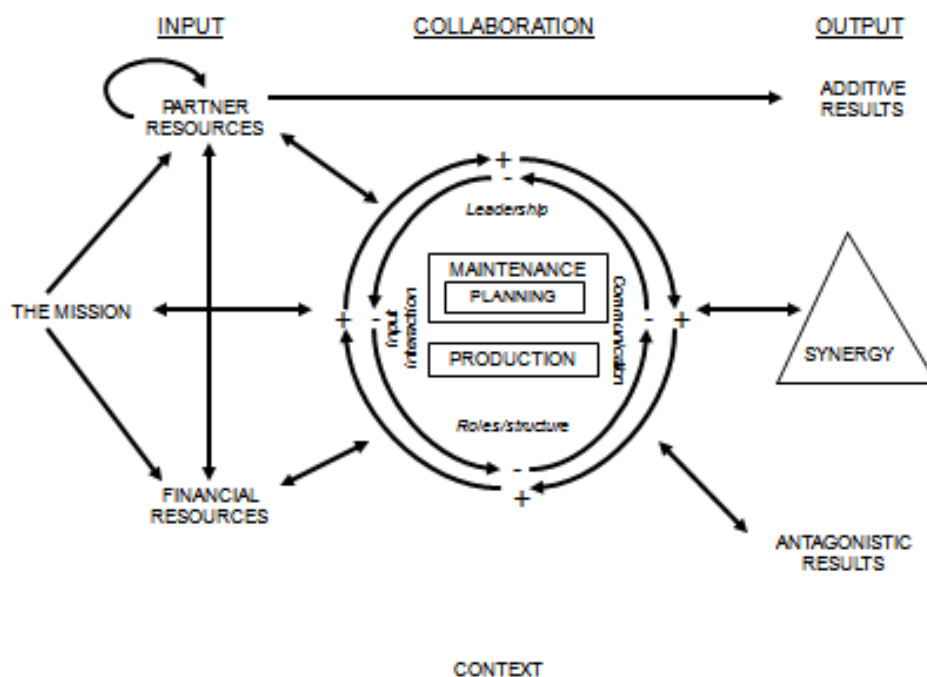 INPUT
COLLABORATION
OUTPUT
PARTNER
RESOURCES
ADDITIVE
RESULTS
+
-
Leadership
MAINTENANCE
PLANNING
THE MISSION
+
-
Input
interaction
Communication
-
+
SYNERGY
PRODUCTION
Roles/structure
-
+
FINANCIAL
RESOURCES
ANTAGONISTIC
RESULTS
CONTEXT